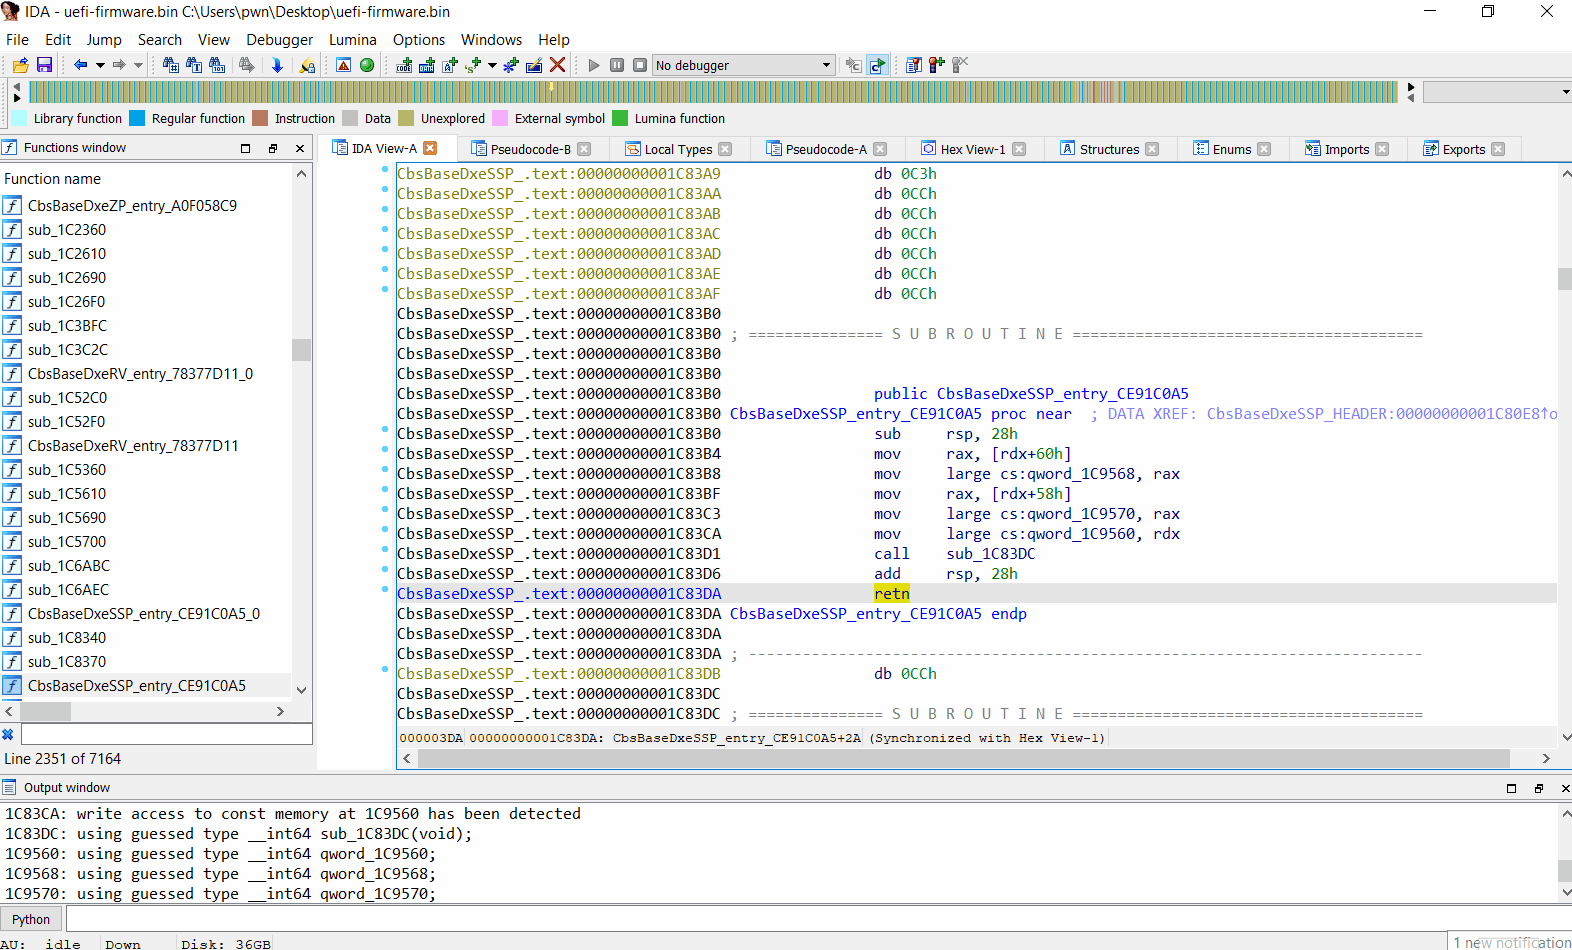 IDA - uefi-firmware.bin C:\Users\pwn\Desktop\uefi-firmware.bin
File Edit Jump Search View Debugger Lumina Options Windows Help
No debugger
Library function Regular function Instruction Data Unexplored External symbol Lumina function
Functions window
IDA View-A Pseudocode-B Local Types Pseudocode-A Hex View-1 Structures Enums Imports Exports
Function name
CbsBaseDxeZP_entry_A0F058C9
sub_1C2360
sub_1C2610
sub_1C2690
sub_1C26F0
sub_1C3BFC
sub_1C3C2C
CbsBaseDxeRV_entry_78377D11_0
sub_1C52C0
sub_1C52F0
CbsBaseDxeRV_entry_78377D11
sub_1C5360
sub_1C5610
sub_1C5690
sub_1C5700
sub_1C6ABC
sub_1C6AEC
CbsBaseDxeSSP_entry_CE91C0A5_0
sub_1C8340
sub_1C8370
CbsBaseDxeSSP_entry_CE91C0A5
Line 2351 of 7164
CbsBaseDxeSSP_.text:00000000001C83A9 db 0C3h
CbsBaseDxeSSP_.text:00000000001C83AA db 0CCh
CbsBaseDxeSSP_.text:00000000001C83AB db 0CCh
CbsBaseDxeSSP_.text:00000000001C83AC db 0CCh
CbsBaseDxeSSP_.text:00000000001C83AD db 0CCh
CbsBaseDxeSSP_.text:00000000001C83AE db 0CCh
CbsBaseDxeSSP_.text:00000000001C83AF db 0CCh
CbsBaseDxeSSP_.text:00000000001C83B0
CbsBaseDxeSSP_.text:00000000001C83B0 ; =============== S U B R O U T I N E =======================================
CbsBaseDxeSSP_.text:00000000001C83B0
CbsBaseDxeSSP_.text:00000000001C83B0
CbsBaseDxeSSP_.text:00000000001C83B0 public CbsBaseDxeSSP_entry_CE91C0A5
CbsBaseDxeSSP_.text:00000000001C83B0 CbsBaseDxeSSP_entry_CE91C0A5 proc near ; DATA XREF: CbsBaseDxeSSP_HEADER:00000000001C80E8↑o
CbsBaseDxeSSP_.text:00000000001C83B0 sub rsp, 28h
CbsBaseDxeSSP_.text:00000000001C83B4 mov rax, [rdx+60h]
CbsBaseDxeSSP_.text:00000000001C83B8 mov large cs:qword_1C9568, rax
CbsBaseDxeSSP_.text:00000000001C83BF mov rax, [rdx+58h]
CbsBaseDxeSSP_.text:00000000001C83C3 mov large cs:qword_1C9570, rax
CbsBaseDxeSSP_.text:00000000001C83CA mov large cs:qword_1C9560, rdx
CbsBaseDxeSSP_.text:00000000001C83D1 call sub_1C83DC
CbsBaseDxeSSP_.text:00000000001C83D6 add rsp, 28h
CbsBaseDxeSSP_.text:00000000001C83DA retn
CbsBaseDxeSSP_.text:00000000001C83DA CbsBaseDxeSSP_entry_CE91C0A5 endp
CbsBaseDxeSSP_.text:00000000001C83DA
CbsBaseDxeSSP_.text:00000000001C83DA ; ---------------------------------------------------------------------------
CbsBaseDxeSSP_.text:00000000001C83DB db 0CCh
CbsBaseDxeSSP_.text:00000000001C83DC
CbsBaseDxeSSP_.text:00000000001C83DC ; =============== S U B R O U T I N E =======================================
000003DA 00000000001C83DA: CbsBaseDxeSSP_entry_CE91C0A5+2A (Synchronized with Hex View-1)
Output window
1C83CA: write access to const memory at 1C9560 has been detected
1C83DC: using guessed type __int64 sub_1C83DC(void);
1C9560: using guessed type __int64 qword_1C9560;
1C9568: using guessed type __int64 qword_1C9568;
1C9570: using guessed type __int64 qword_1C9570;
Python
AU: idle Down Disk: 36GB
1 new notification